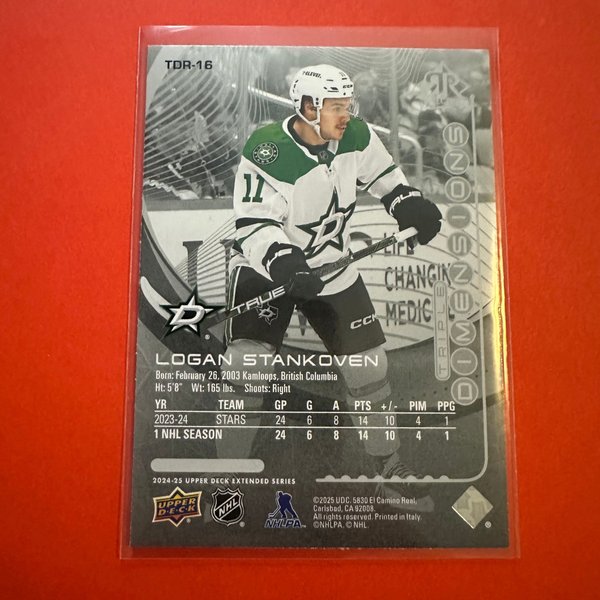 TDR-16
LEVEL
11
CCM
11
D
LIFE
CHANGIN
MEDIC
TRUE
CCM
D
TRIPLE
DIMENSIONS
LOGAN STANKOVEN
Born: February 26, 2003 Kamloops, British Columbia
Ht: 5'8" Wt: 165 lbs. Shoots: Right
YR TEAM GP G A PTS +/- PIM PPG
2023-24 STARS 24 6 8 14 10 4 1
1 NHL SEASON 24 6 8 14 10 4 1
2024-25 UPPER DECK EXTENDED SERIES
UPPER DECK
NHL
NHLPA
©2025 UDC. 5830 El Camino Real,
Carlsbad, CA 92008.
All rights reserved. Printed in Italy.
©NHLPA. © NHL.